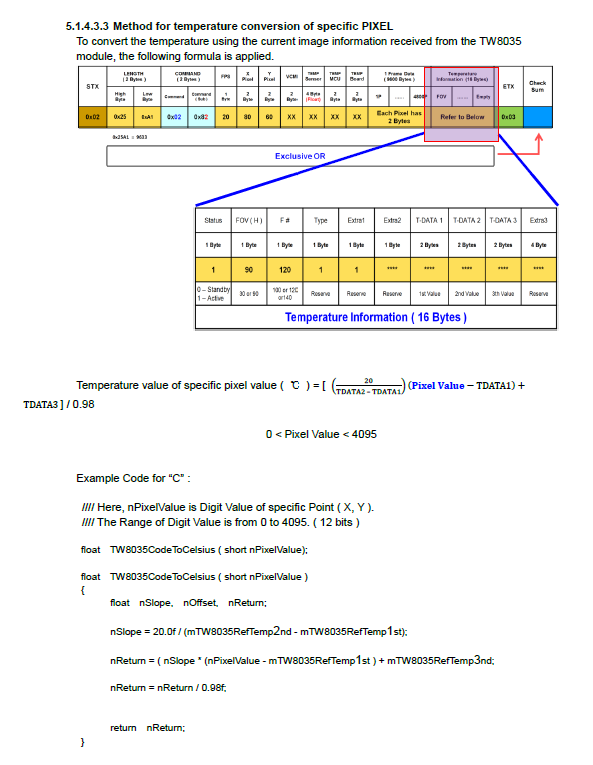 5.1.4.3.3 Method for temperature conversion of specific PIXEL
To convert the temperature using the current image information received from the TW8035
module, the following formula is applied.
STX LENGTH ( 2 Bytes ) COMMAND ( 2 Bytes ) FPS X Pixel Y Pixel VCMI TEMP Sensor TEMP MCU TEMP Board 1 Frame Data ( 9600 Bytes ) Temperature Information (16 Bytes) ETX Check Sum
High Byte Low Byte Command Command ( Sub ) 1 Byte 2 Byte 2 Byte 2 Byte 4 Byte (Float) 2 Byte 2 Byte 1P ...... 4800P FOV ...... Empty
0x02 0x25 0xA1 0x02 0x82 20 80 60 XX XX XX XX Each Pixel has 2 Bytes Refer to Below 0x03
0x25A1 : 9633
Exclusive OR
Status FOV ( H ) F # Type Extra1 Extra2 T-DATA 1 T-DATA 2 T-DATA 3 Extra3
1 Byte 1 Byte 1 Byte 1 Byte 1 Byte 1 Byte 2 Bytes 2 Bytes 2 Bytes 4 Byte
1 90 120 1 1 **** **** **** **** ****
0 – Standby 30 or 90 100 or 120 Reserve Reserve Reserve 1st Value 2nd Value 3th Value Reserve
1 – Active or140
Temperature Information ( 16 Bytes )
Temperature value of specific pixel value ( ℃ ) = [ (20 / TDATA2 − TDATA1) (Pixel Value − TDATA1) +
TDATA3 ] / 0.98
0 < Pixel Value < 4095
Example Code for “C” :
//// Here, nPixelValue is Digit Value of specific Point ( X, Y ).
//// The Range of Digit Value is from 0 to 4095. ( 12 bits )
float TW8035CodeToCelsius ( short nPixelValue);
float TW8035CodeToCelsius ( short nPixelValue )
{
float nSlope, nOffset, nReturn;
nSlope = 20.0f / (mTW8035RefTemp2nd - mTW8035RefTemp1st);
nReturn = ( nSlope * (nPixelValue - mTW8035RefTemp1st ) + mTW8035RefTemp3nd;
nReturn = nReturn / 0.98f;
return nReturn;
}